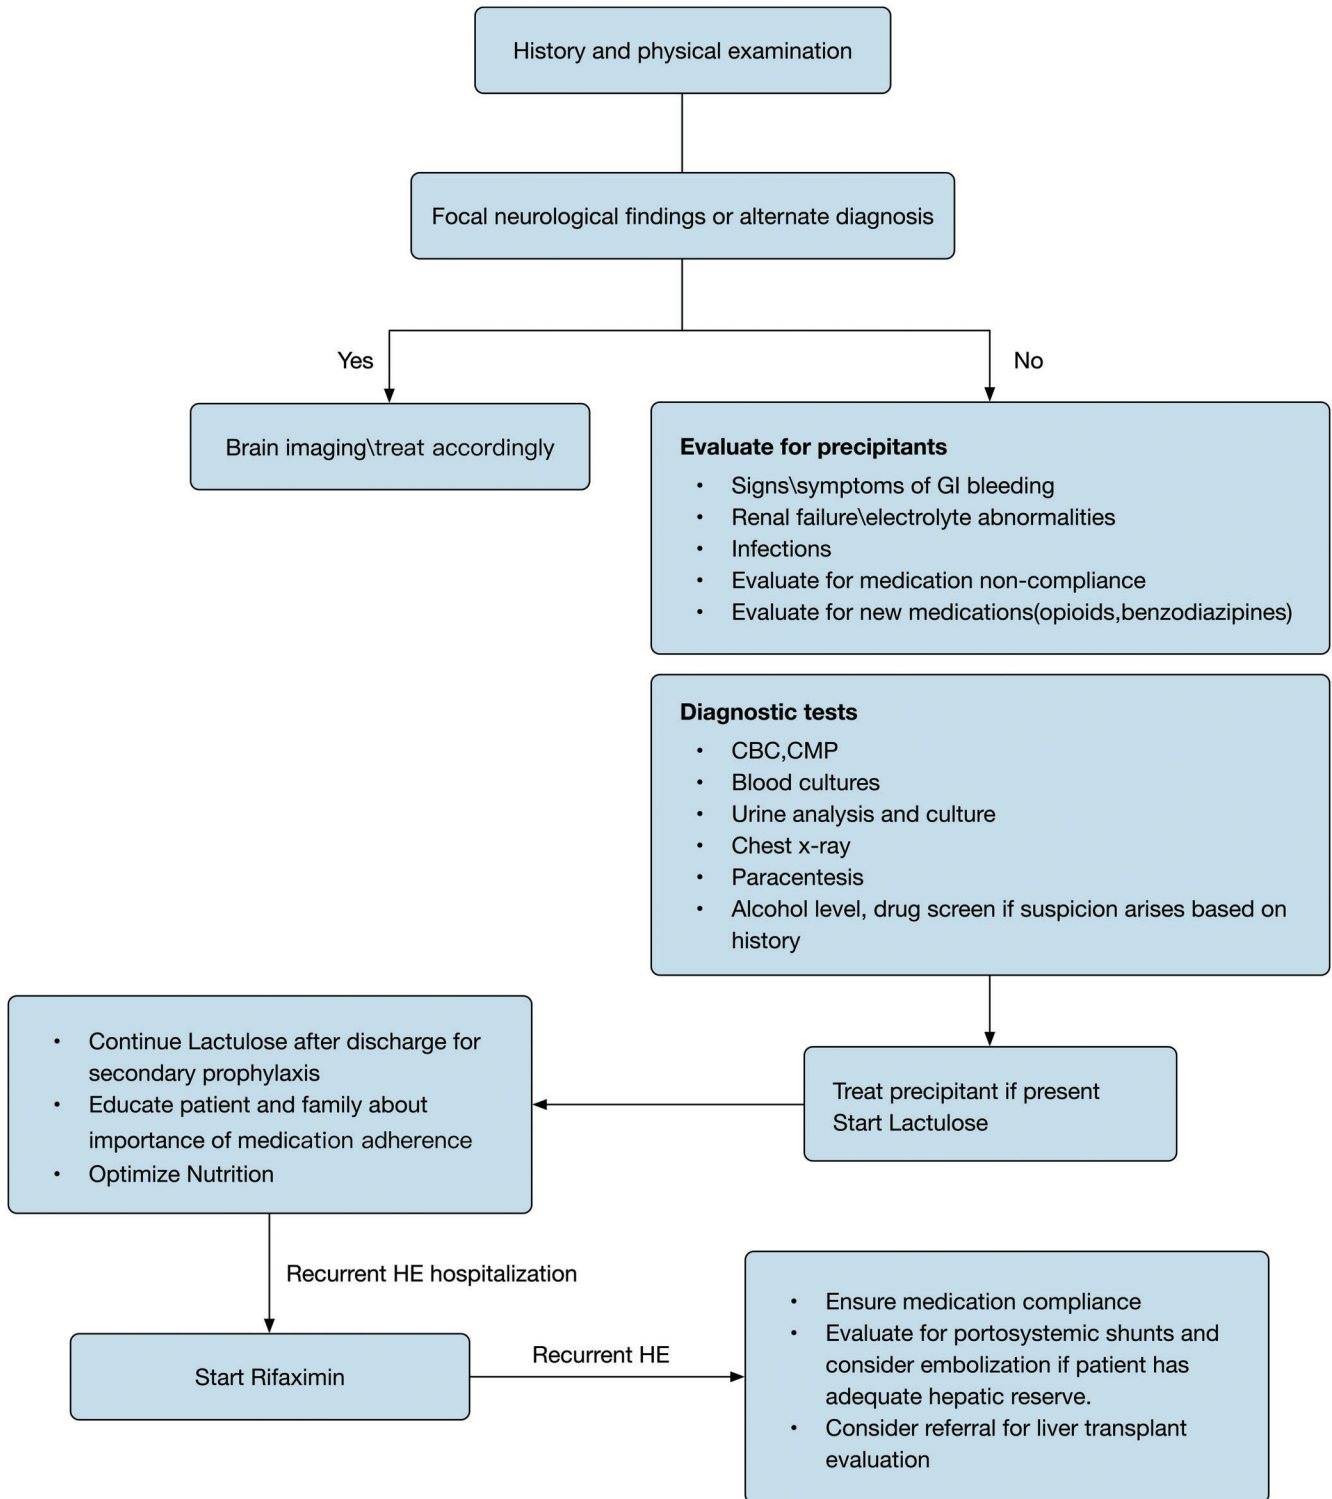 History and physical examination
Focal neurological findings or alternate diagnosis
Yes
No
Brain imaging\treat accordingly
Evaluate for precipitants
• Signs\symptoms of GI bleeding
• Renal failure\electrolyte abnormalities
• Infections
• Evaluate for medication non-compliance
• Evaluate for new medications(opioids,benzodiazipines)
Diagnostic tests
• CBC,CMP
• Blood cultures
• Urine analysis and culture
• Chest x-ray
• Paracentesis
• Alcohol level, drug screen if suspicion arises based on
history
Treat precipitant if present
Start Lactulose
• Continue Lactulose after discharge for
secondary prophylaxis
• Educate patient and family about
importance of medication adherence
• Optimize Nutrition
Recurrent HE hospitalization
Start Rifaximin
Recurrent HE
• Ensure medication compliance
• Evaluate for portosystemic shunts and
consider embolization if patient has
adequate hepatic reserve.
• Consider referral for liver transplant
evaluation